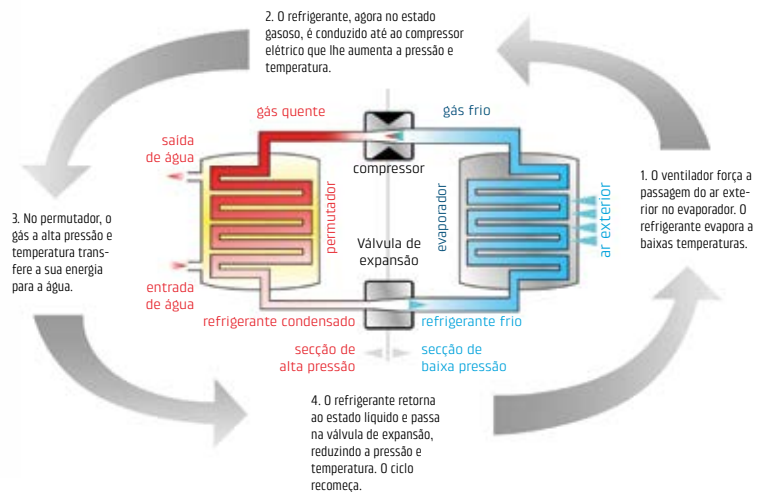 2. O refrigerante, agora no estado
gasoso, é conduzido até ao compressor
elétrico que lhe aumenta a pressão e
temperatura.
gás quente
gás frio
saída
de água
compressor
permutador
evaporador
ar exterior
1. O ventilador força a
passagem do ar exte-
rior no evaporador. O
refrigerante evapora a
baixas temperaturas.
3. No permutador, o
gás a alta pressão e
temperatura trans-
fere a sua energia
para a água.
Válvula de
expansão
entrada
de água
refrigerante condensado
refrigerante frio
secção de
alta pressão
secção de
baixa pressão
4. O refrigerante retorna
ao estado líquido e passa
na válvula de expansão,
reduzindo a pressão e
temperatura. O ciclo
recomeça.